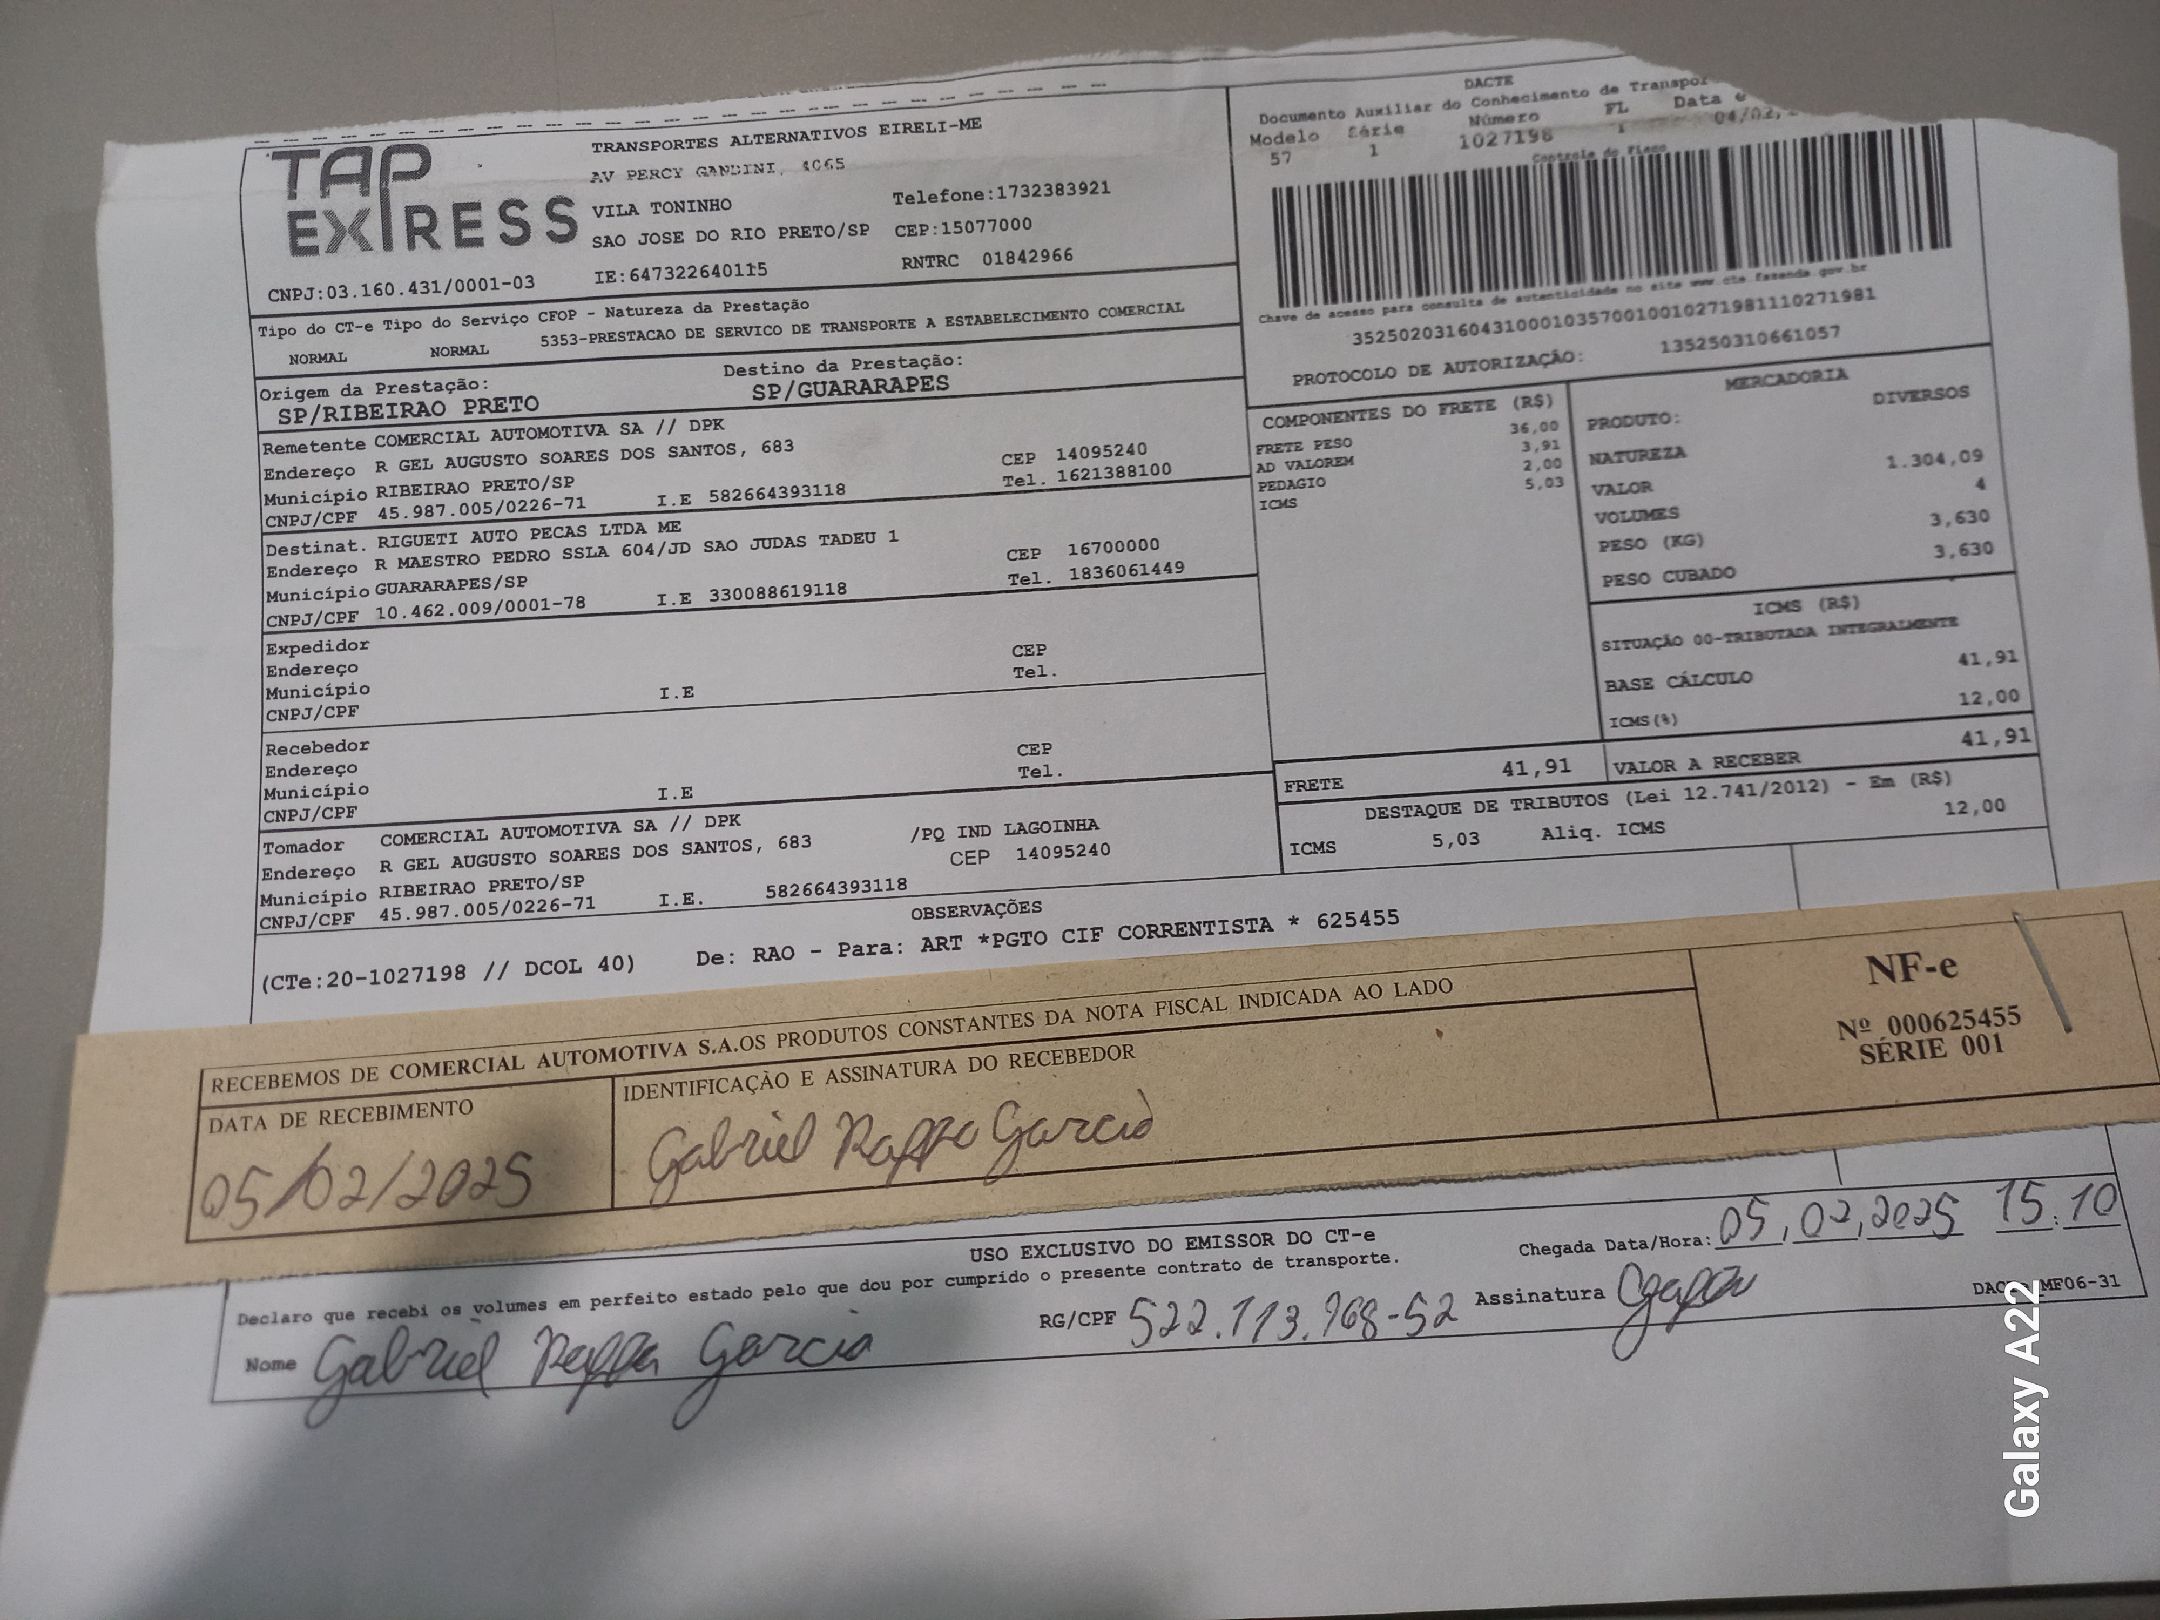 TAP
EXPRESS
TRANSPORTES ALTERNATIVOS EIRELI-ME
AV PERCY GANDINI, 4065
VILA TONINHO
Telefone:1732383921
SAO JOSE DO RIO PRETO/SP CEP:15077000
CNPJ:03.160.431/0001-03 IE:647322640115 RNTRC 01842966
DACTE
Documento Auxiliar do Conhecimento de Transpor
Modelo Série Número FL Data e
57 1 1027198 1 04/02,
Controle do Fisco
Chave de acesso para consulta de autenticidade no site www.cte.fazenda.gov.br
35250203160431000103570010010271981110271981
PROTOCOLO DE AUTORIZAÇÃO: 135250310661057
Tipo do CT-e Tipo do Serviço CFOP - Natureza da Prestação
NORMAL NORMAL 5353-PRESTACAO DE SERVICO DE TRANSPORTE A ESTABELECIMENTO COMERCIAL
Origem da Prestação: Destino da Prestação:
SP/RIBEIRAO PRETO SP/GUARARAPES
Remetente COMERCIAL AUTOMOTIVA SA // DPK
Endereço R GEL AUGUSTO SOARES DOS SANTOS, 683 CEP 14095240
Município RIBEIRAO PRETO/SP Tel. 1621388100
CNPJ/CPF 45.987.005/0226-71 I.E 582664393118
Destinat. RIGUETI AUTO PECAS LTDA ME
Endereço R MAESTRO PEDRO SSLA 604/JD SAO JUDAS TADEU 1 CEP 16700000
Município GUARARAPES/SP Tel. 1836061449
CNPJ/CPF 10.462.009/0001-78 I.E 330088619118
Expedidor
Endereço CEP
Município I.E Tel.
CNPJ/CPF
Recebedor
Endereço CEP
Município I.E Tel.
CNPJ/CPF
Tomador COMERCIAL AUTOMOTIVA SA // DPK
Endereço R GEL AUGUSTO SOARES DOS SANTOS, 683 /PQ IND LAGOINHA
Município RIBEIRAO PRETO/SP CEP 14095240
CNPJ/CPF 45.987.005/0226-71 I.E. 582664393118
COMPONENTES DO FRETE (R$)
FRETE PESO 36,00
AD VALOREM 3,91
PEDAGIO 2,00
ICMS 5,03
MERCADORIA
PRODUTO: DIVERSOS
NATUREZA
VALOR 1.304,09
VOLUMES 4
PESO (KG) 3,630
PESO CUBADO 3,630
ICMS (R$)
SITUAÇÃO 00-TRIBUTADA INTEGRALMENTE
BASE CÁLCULO 41,91
ICMS(%) 12,00
FRETE 41,91 VALOR A RECEBER 41,91
DESTAQUE DE TRIBUTOS (Lei 12.741/2012) - Em (R$)
ICMS 5,03 Aliq. ICMS 12,00
OBSERVAÇÕES
(CTe:20-1027198 // DCOL 40) De: RAO - Para: ART *PGTO CIF CORRENTISTA * 625455
RECEBEMOS DE COMERCIAL AUTOMOTIVA S.A.OS PRODUTOS CONSTANTES DA NOTA FISCAL INDICADA AO LADO
DATA DE RECEBIMENTO
05/02/2025
IDENTIFICAÇÃO E ASSINATURA DO RECEBEDOR
Gabriel Raffa Garcia
NF-e
Nº 000625455
SÉRIE 001
USO EXCLUSIVO DO EMISSOR DO CT-e
Declaro que recebi os volumes em perfeito estado pelo que dou por cumprido o presente contrato de transporte.
Chegada Data/Hora: 05,02,2025 15:10
Nome Gabriel Raffa Garcia RG/CPF 522.113.968-52 Assinatura
MF06-31
Galaxy A22